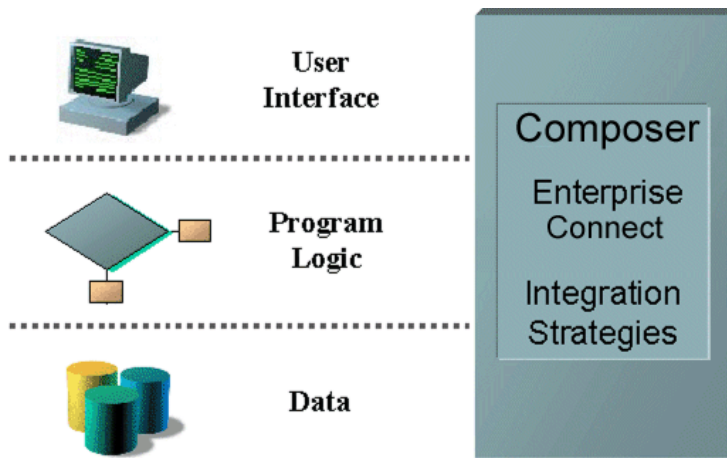 User
Interface
Program
Logic
Data
Composer
Enterprise
Connect
Integration
Strategies